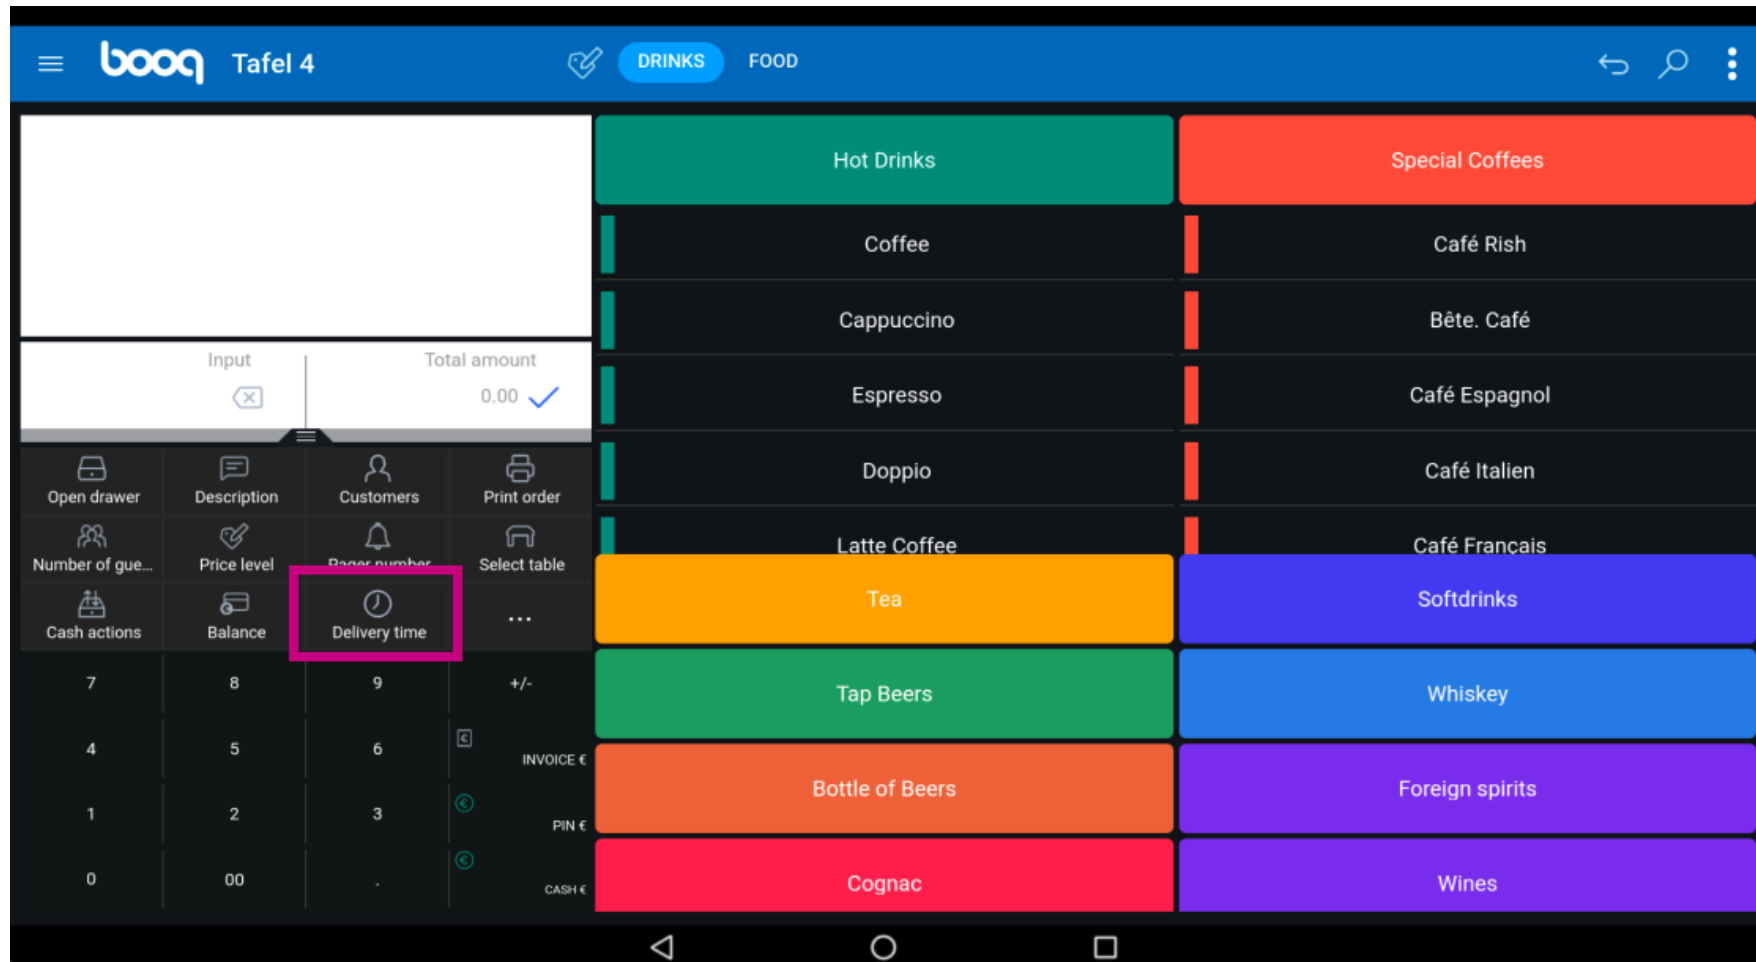 booq Tafel 4 DRINKS FOOD
Hot Drinks
Coffee
Cappuccino
Espresso
Doppio
Latte Coffee
Special Coffees
Café Rish
Bête. Café
Café Espagnol
Café Italien
Café Français
Input Total amount
0.00
Open drawer Description Customers Print order
Number of gue... Price level Pager number Select table
Cash actions Balance Delivery time ...
7 8 9 +/-
4 5 6 INVOICE €
1 2 3 PIN €
0 00 . CASH €
Tea Softdrinks
Tap Beers Whiskey
Bottle of Beers Foreign spirits
Cognac Wines